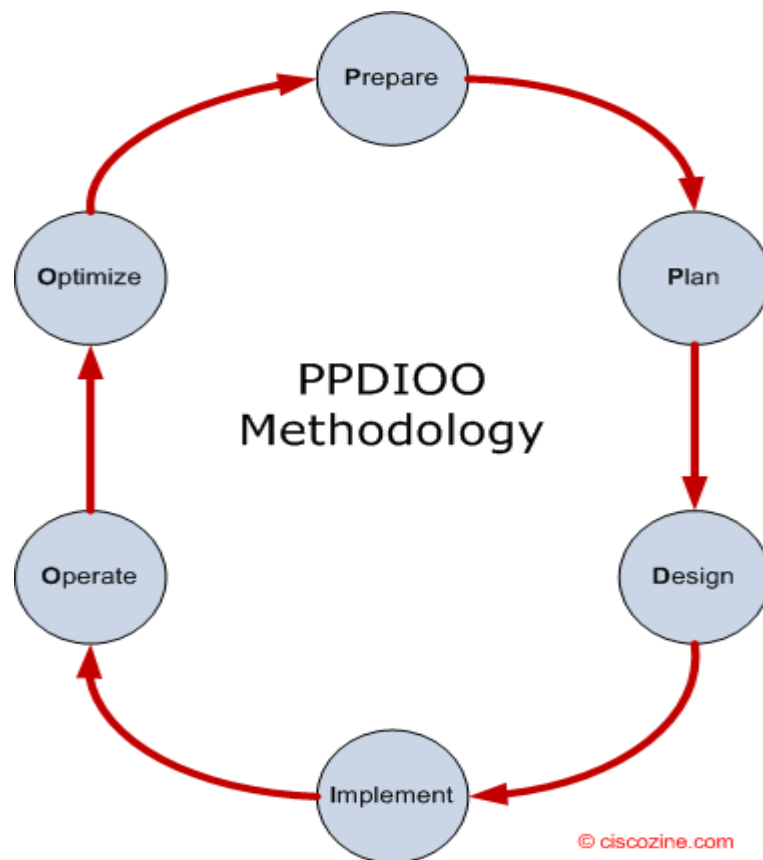 Prepare
Optimize
Plan
PPDIOO
Methodology
Operate
Design
Implement
© ciscozine.com